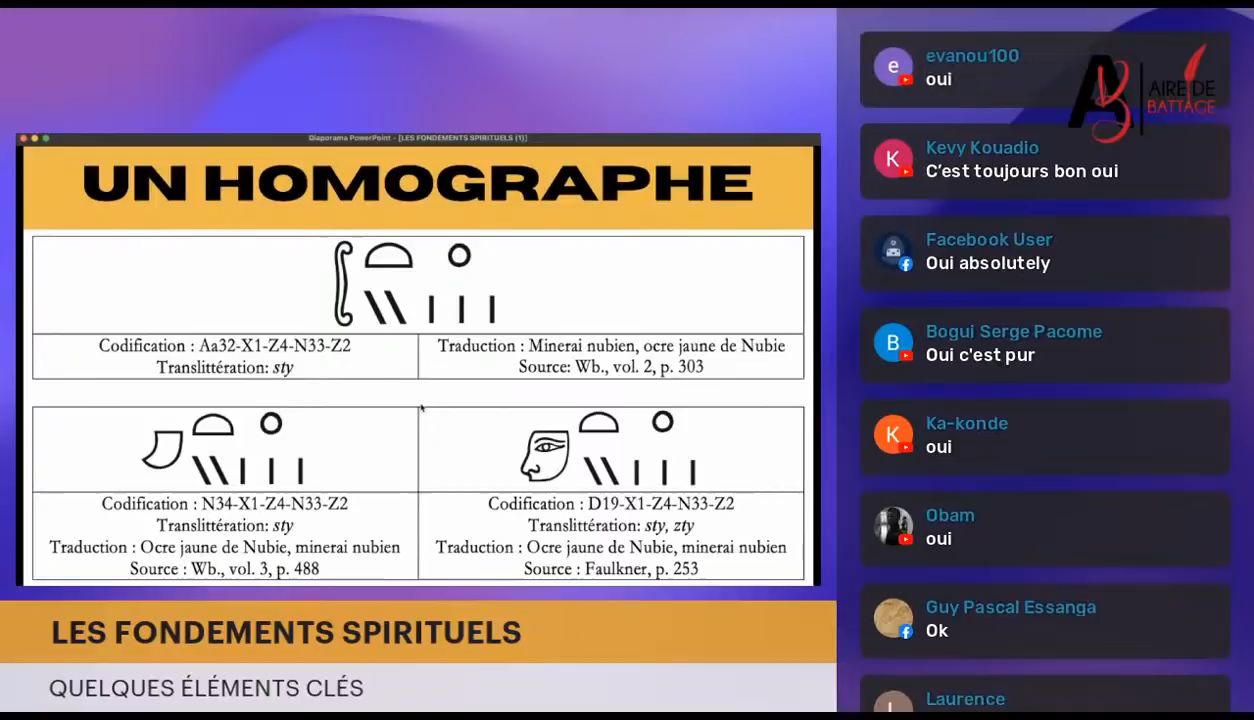 Diaporama PowerPoint - [LES FONDEMENTS SPIRITUELS (1)]
UN HOMOGRAPHE
Codification : Aa32-X1-Z4-N33-Z2
Translittération: sty
Traduction : Minerai nubien, ocre jaune de Nubie
Source: Wb., vol. 2, p. 303
Codification : N34-X1-Z4-N33-Z2
Translittération: sty
Traduction : Ocre jaune de Nubie, minerai nubien
Source : Wb., vol. 3, p. 488
Codification : D19-X1-Z4-N33-Z2
Translittération: sty, zty
Traduction : Ocre jaune de Nubie, minerai nubien
Source : Faulkner, p. 253
LES FONDEMENTS SPIRITUELS
QUELQUES ÉLÉMENTS CLÉS
e
evanou100
oui
AB
AIRE DE
BATTAGE
K
Kevy Kouadio
C’est toujours bon oui
Facebook User
Oui absolutely
B
Bogui Serge Pacome
Oui c'est pur
K
Ka-konde
oui
Obam
oui
Guy Pascal Essanga
Ok
L
Laurence